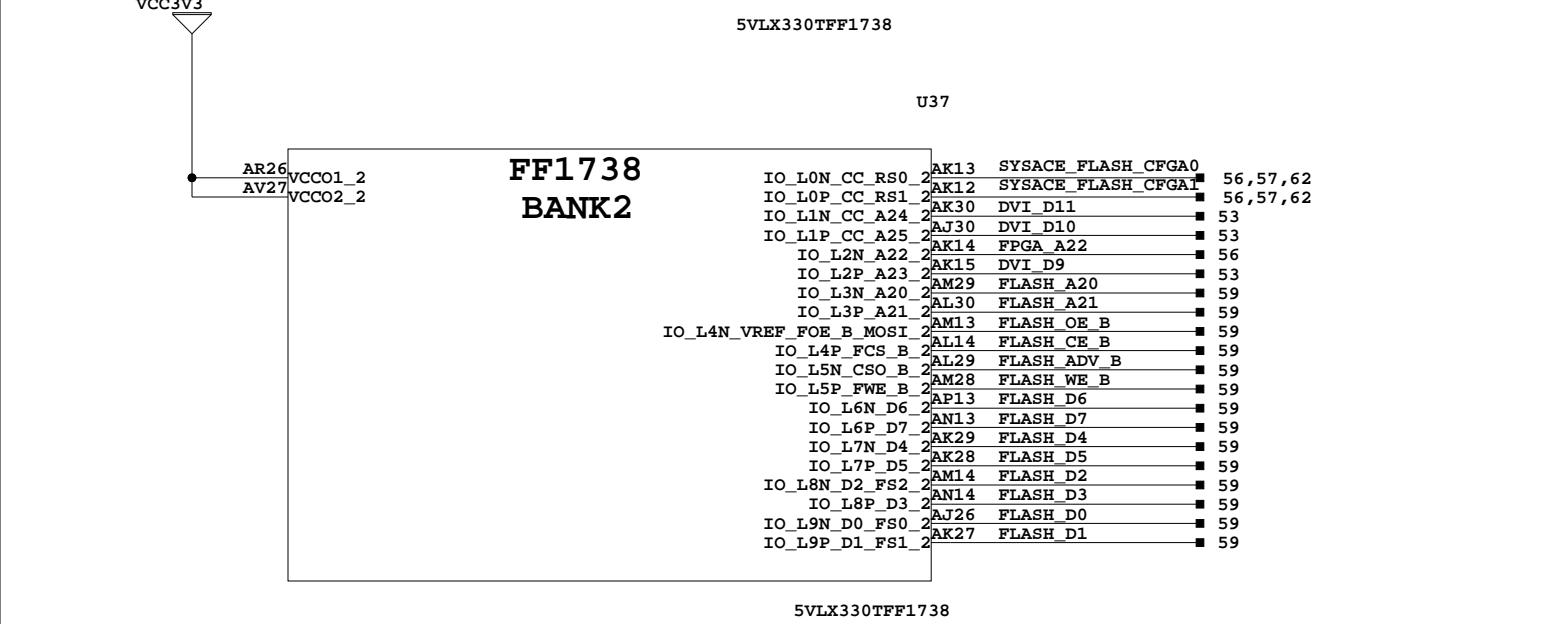 VCC3V3
5VLX330TFF1738
U37
FF1738
BANK2
AR26 VCCO1_2
AV27 VCCO2_2
IO_L0N_CC_RS0_2 AK13 SYSACE_FLASH_CFGA0 56,57,62
IO_L0P_CC_RS1_2 AK12 SYSACE_FLASH_CFGA1 56,57,62
IO_L1N_CC_A24_2 AK30 DVI_D11 53
IO_L1P_CC_A25_2 AJ30 DVI_D10 53
IO_L2N_A22_2 AK14 FPGA_A22 56
IO_L2P_A23_2 AK15 DVI_D9 53
IO_L3N_A20_2 AM29 FLASH_A20 59
IO_L3P_A21_2 AL30 FLASH_A21 59
IO_L4N_VREF_FOE_B_MOSI_2 AM13 FLASH_OE_B 59
IO_L4P_FCS_B_2 AL14 FLASH_CE_B 59
IO_L5N_CSO_B_2 AL29 FLASH_ADV_B 59
IO_L5P_FWE_B_2 AM28 FLASH_WE_B 59
IO_L6N_D6_2 AP13 FLASH_D6 59
IO_L6P_D7_2 AN13 FLASH_D7 59
IO_L7N_D4_2 AK29 FLASH_D4 59
IO_L7P_D5_2 AK28 FLASH_D5 59
IO_L8N_D2_FS2_2 AM14 FLASH_D2 59
IO_L8P_D3_2 AN14 FLASH_D3 59
IO_L9N_D0_FS0_2 AJ26 FLASH_D0 59
IO_L9P_D1_FS1_2 AK27 FLASH_D1 59
5VLX330TFF1738